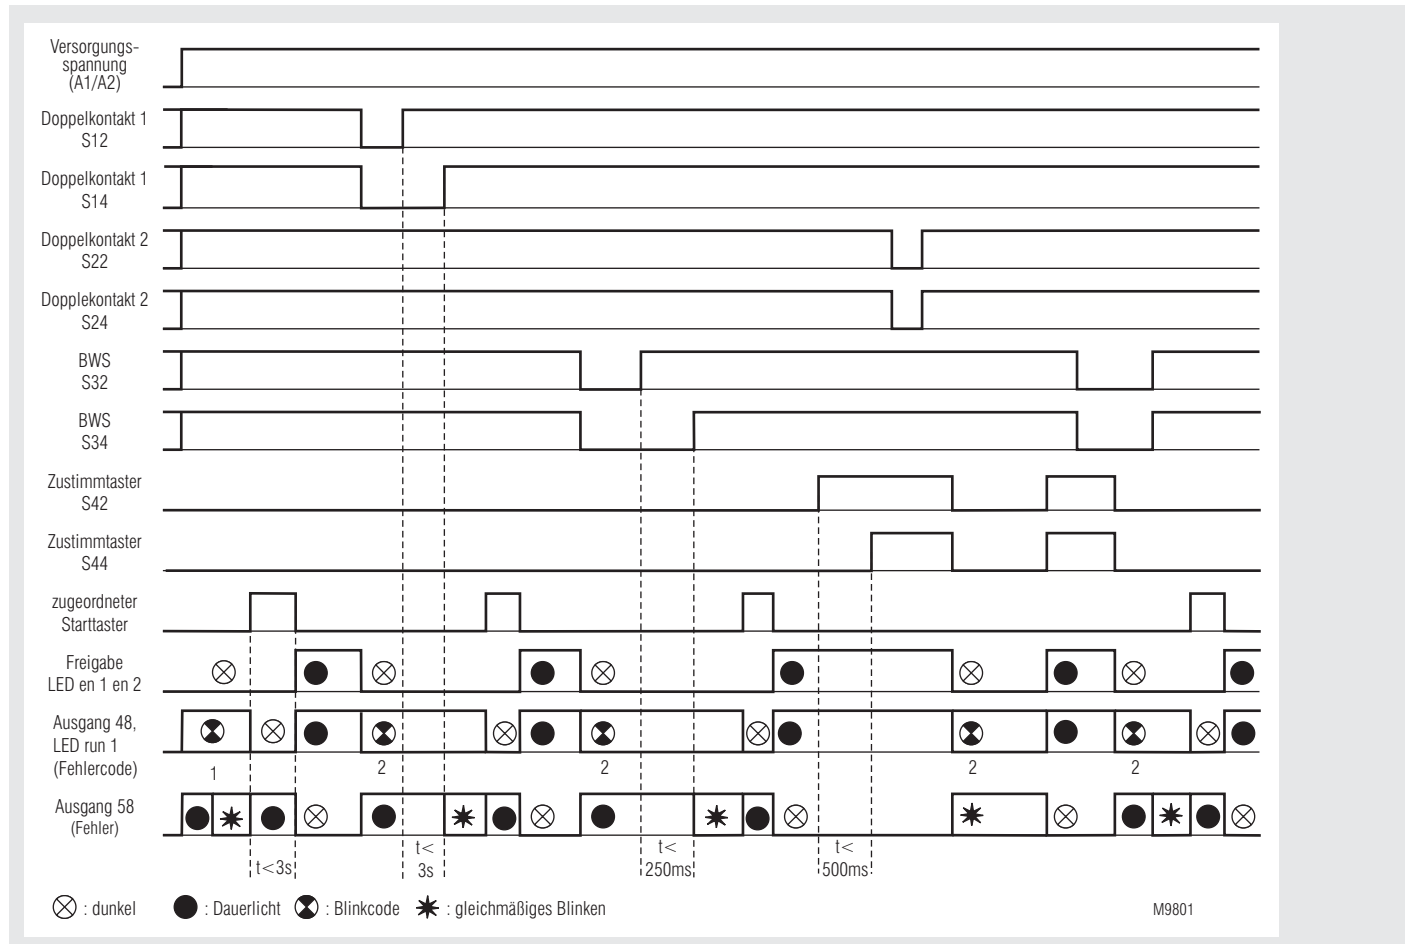 Versorgungs-
spannung
(A1/A2)
Doppelkontakt 1
S12
Doppelkontakt 1
S14
Doppelkontakt 2
S22
Dopplekontakt 2
S24
BWS
S32
BWS
S34
Zustimmtaster
S42
Zustimmtaster
S44
zugeordneter
Starttaster
Freigabe
LED en 1 en 2
Ausgang 48,
LED run 1
(Fehlercode)
1 2 2 2 2
Ausgang 58
(Fehler)
t<3s
t<
3s
t<
250ms
t<
500ms
: dunkel : Dauerlicht : Blinkcode : gleichmäßiges Blinken
M9801